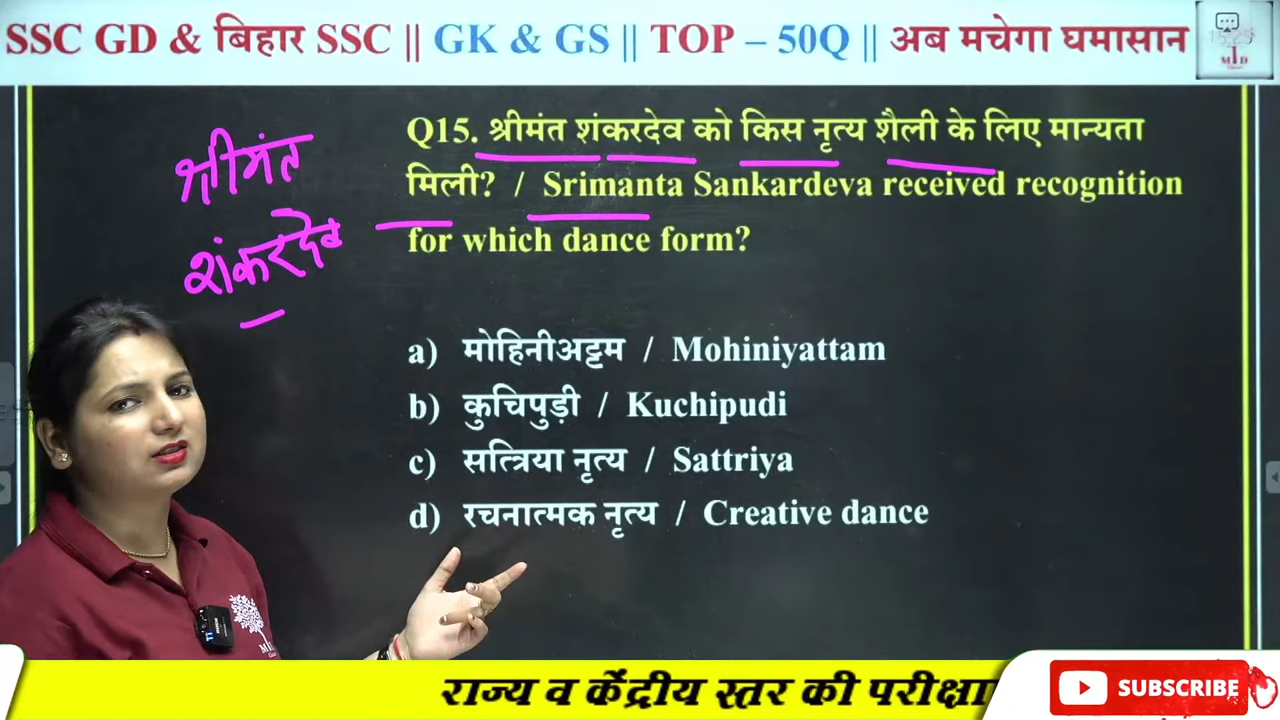 SSC GD & बिहार SSC || GK & GS || TOP – 50Q || अब मचेगा घमासान
श्रीमंत
शंकरदेव
Q15. श्रीमंत शंकरदेव को किस नृत्य शैली के लिए मान्यता
मिली? / Srimanta Sankardeva received recognition
for which dance form?
a) मोहिनीअट्टम / Mohiniyattam
b) कुचिपुड़ी / Kuchipudi
c) सत्त्रिया नृत्य / Sattriya
d) रचनात्मक नृत्य / Creative dance
राज्य व केंद्रीय स्तर की परीक्षा
SUBSCRIBE